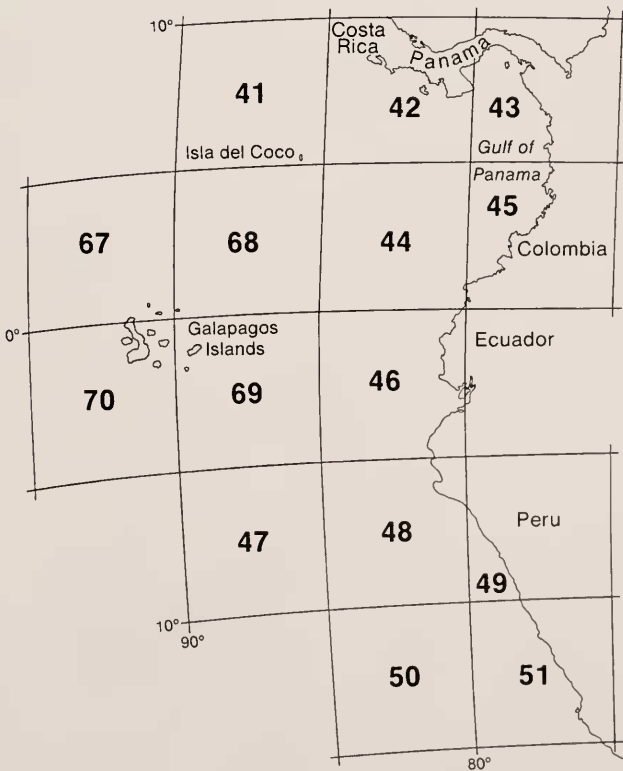 10°
Costa
Rica
Panama
41
42
43
Isla del Coco
Gulf of
Panama
67
68
44
45
Colombia
0°
Galapagos
Islands
Ecuador
70
69
46
47
48
Peru
49
10°
90°
50
51
80°